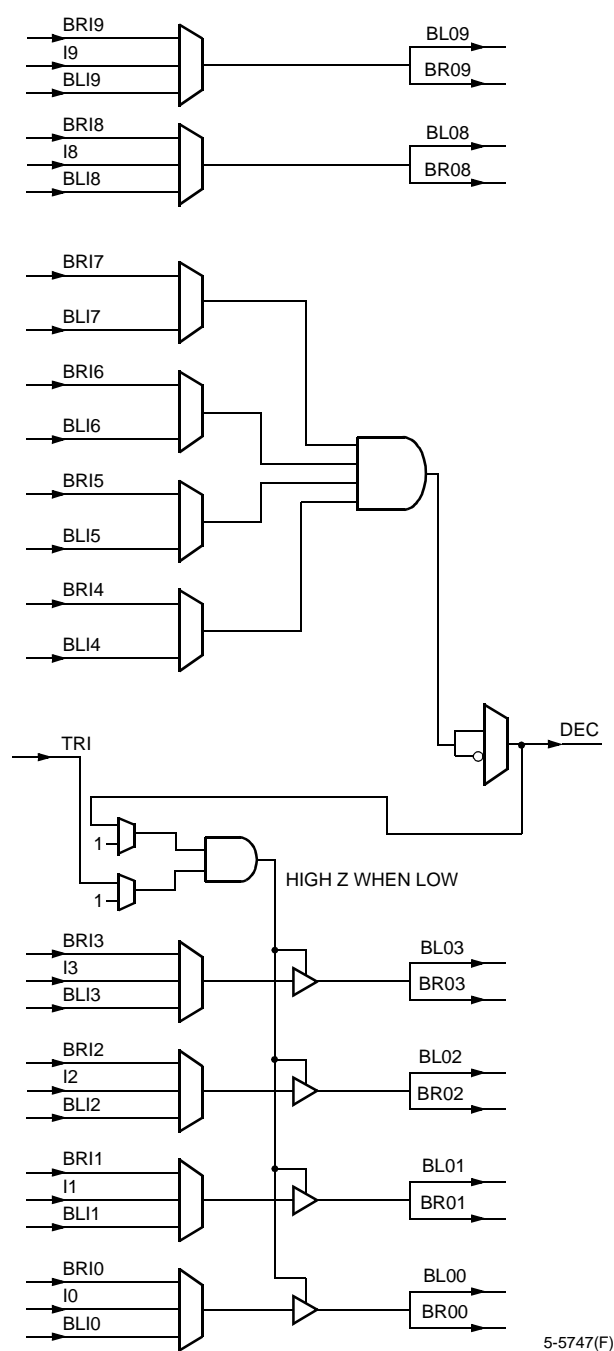 BRI9
I9
BLI9
BL09
BR09
BRI8
I8
BLI8
BL08
BR08
BRI7
BLI7
BRI6
BLI6
BRI5
BLI5
BRI4
BLI4
DEC
TRI
1
1
HIGH Z WHEN LOW
BRI3
I3
BLI3
BL03
BR03
BRI2
I2
BLI2
BL02
BR02
BRI1
I1
BLI1
BL01
BR01
BRI0
I0
BLI0
BL00
BR00
5-5747(F)